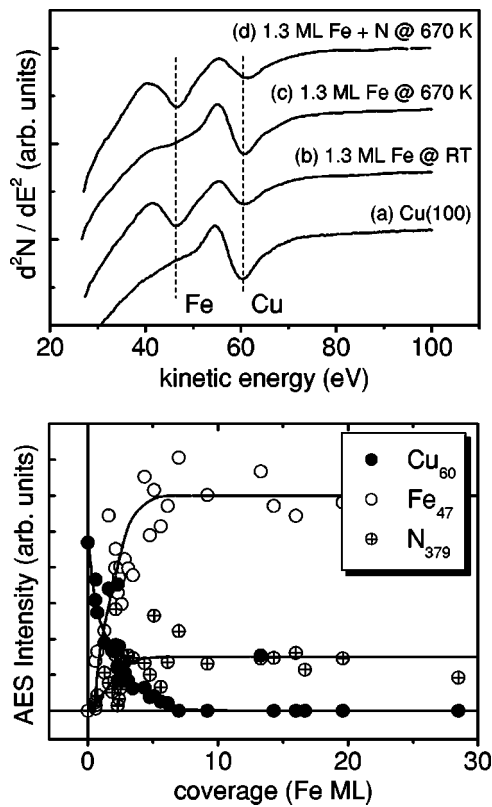 (d) 1.3 ML Fe + N @ 670 K
(c) 1.3 ML Fe @ 670 K
(b) 1.3 ML Fe @ RT
(a) Cu(100)
Fe
Cu
d²N / dE² (arb. units)
20
40
60
80
100
kinetic energy (eV)
Cu₆₀
Fe₄₇
N₃₇₉
AES Intensity (arb. units)
0
10
20
30
coverage (Fe ML)